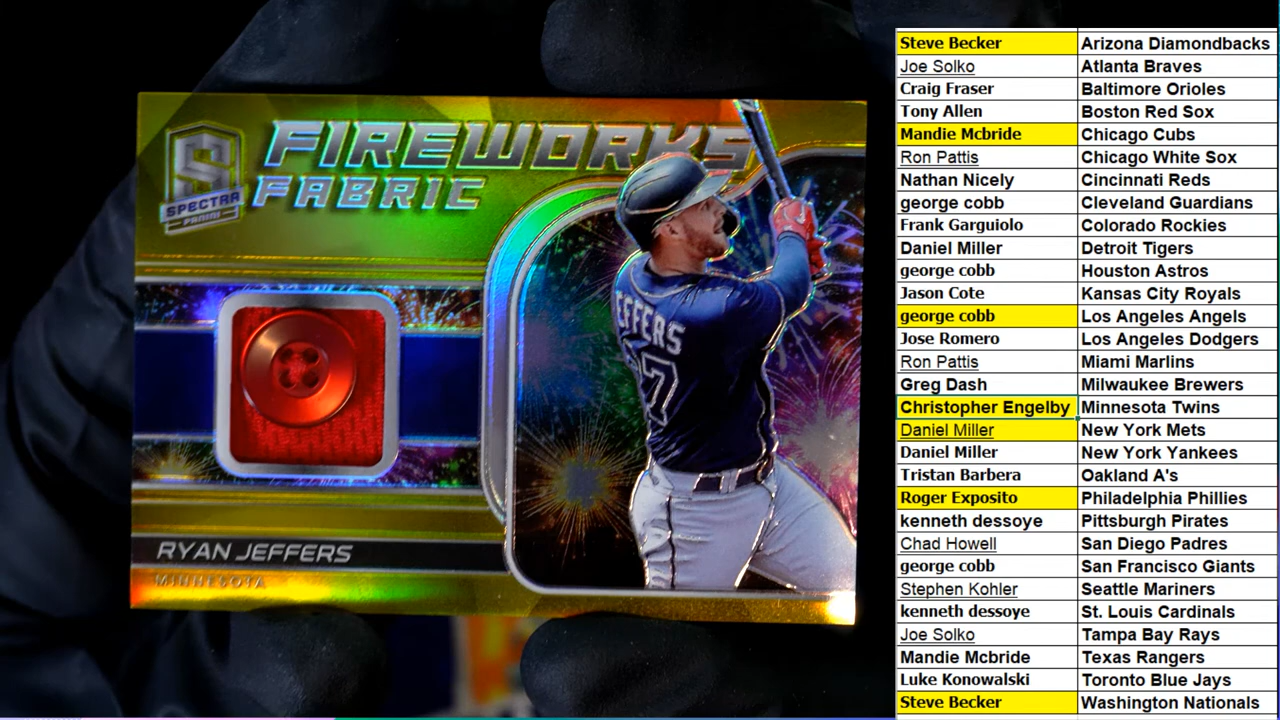 FIREWORKS
FABRIC
S
SPECTRA
PANINI
EFFERS
7
RYAN JEFFERS
MINNESOTA
Steve Becker Arizona Diamondbacks
Joe Solko Atlanta Braves
Craig Fraser Baltimore Orioles
Tony Allen Boston Red Sox
Mandie Mcbride Chicago Cubs
Ron Pattis Chicago White Sox
Nathan Nicely Cincinnati Reds
george cobb Cleveland Guardians
Frank Garguiolo Colorado Rockies
Daniel Miller Detroit Tigers
george cobb Houston Astros
Jason Cote Kansas City Royals
george cobb Los Angeles Angels
Jose Romero Los Angeles Dodgers
Ron Pattis Miami Marlins
Greg Dash Milwaukee Brewers
Christopher Engelby Minnesota Twins
Daniel Miller New York Mets
Daniel Miller New York Yankees
Tristan Barbera Oakland A's
Roger Exposito Philadelphia Phillies
kenneth dessoye Pittsburgh Pirates
Chad Howell San Diego Padres
george cobb San Francisco Giants
Stephen Kohler Seattle Mariners
kenneth dessoye St. Louis Cardinals
Joe Solko Tampa Bay Rays
Mandie Mcbride Texas Rangers
Luke Konowalski Toronto Blue Jays
Steve Becker Washington Nationals